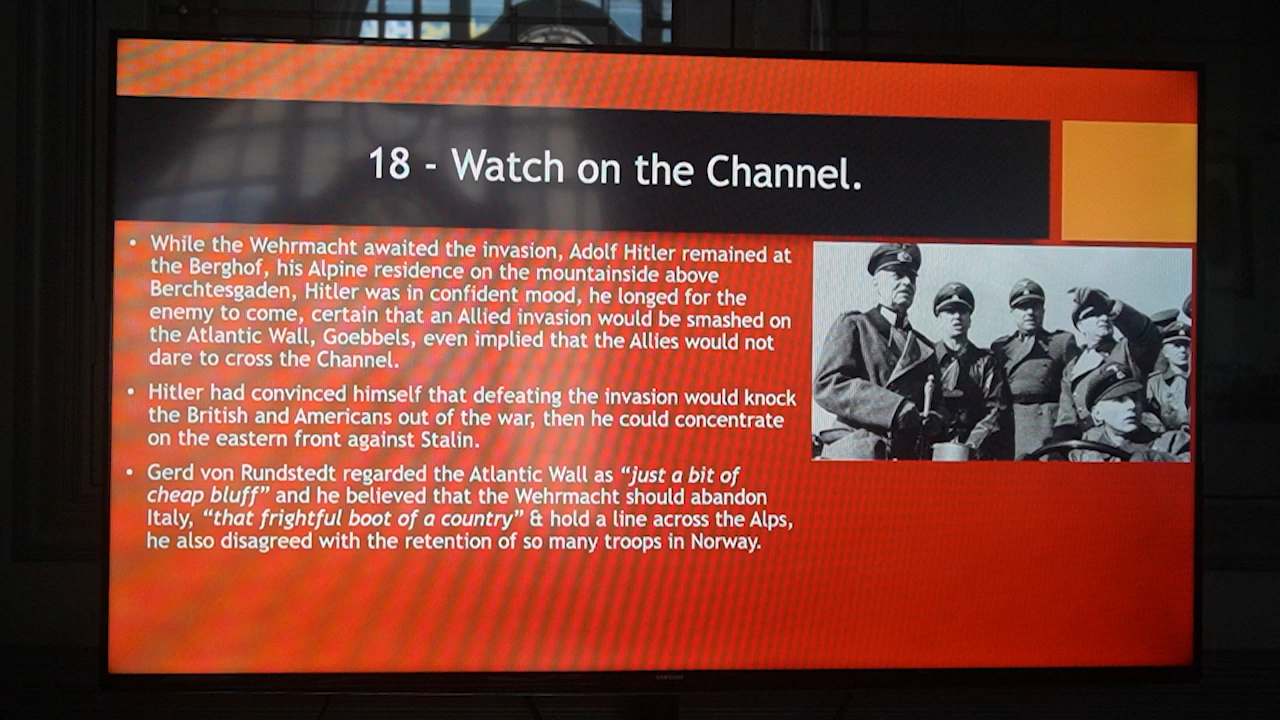 18 - Watch on the Channel.
• While the Wehrmacht awaited the invasion, Adolf Hitler remained at
the Berghof, his Alpine residence on the mountainside above
Berchtesgaden, Hitler was in confident mood, he longed for the
enemy to come, certain that an Allied invasion would be smashed on
the Atlantic Wall, Goebbels, even implied that the Allies would not
dare to cross the Channel.
• Hitler had convinced himself that defeating the invasion would knock
the British and Americans out of the war, then he could concentrate
on the eastern front against Stalin.
• Gerd von Rundstedt regarded the Atlantic Wall as “just a bit of
cheap bluff” and he believed that the Wehrmacht should abandon
Italy, “that frightful boot of a country” & hold a line across the Alps,
he also disagreed with the retention of so many troops in Norway.
SAMSUNG